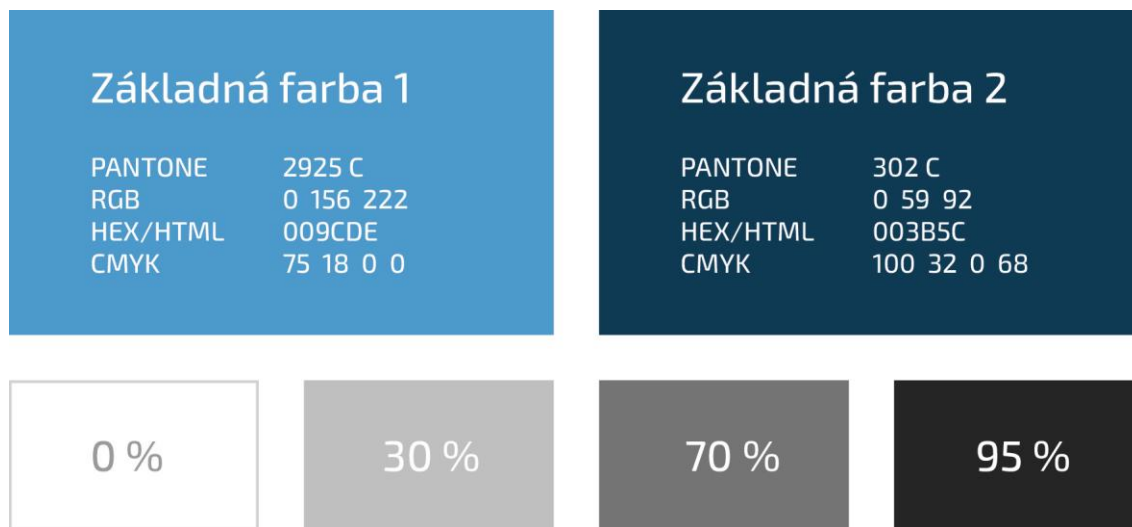 Základná farba 1
PANTONE 2925 C
RGB 0 156 222
HEX/HTML 009CDE
CMYK 75 18 0 0
Základná farba 2
PANTONE 302 C
RGB 0 59 92
HEX/HTML 003B5C
CMYK 100 32 0 68
0 %
30 %
70 %
95 %